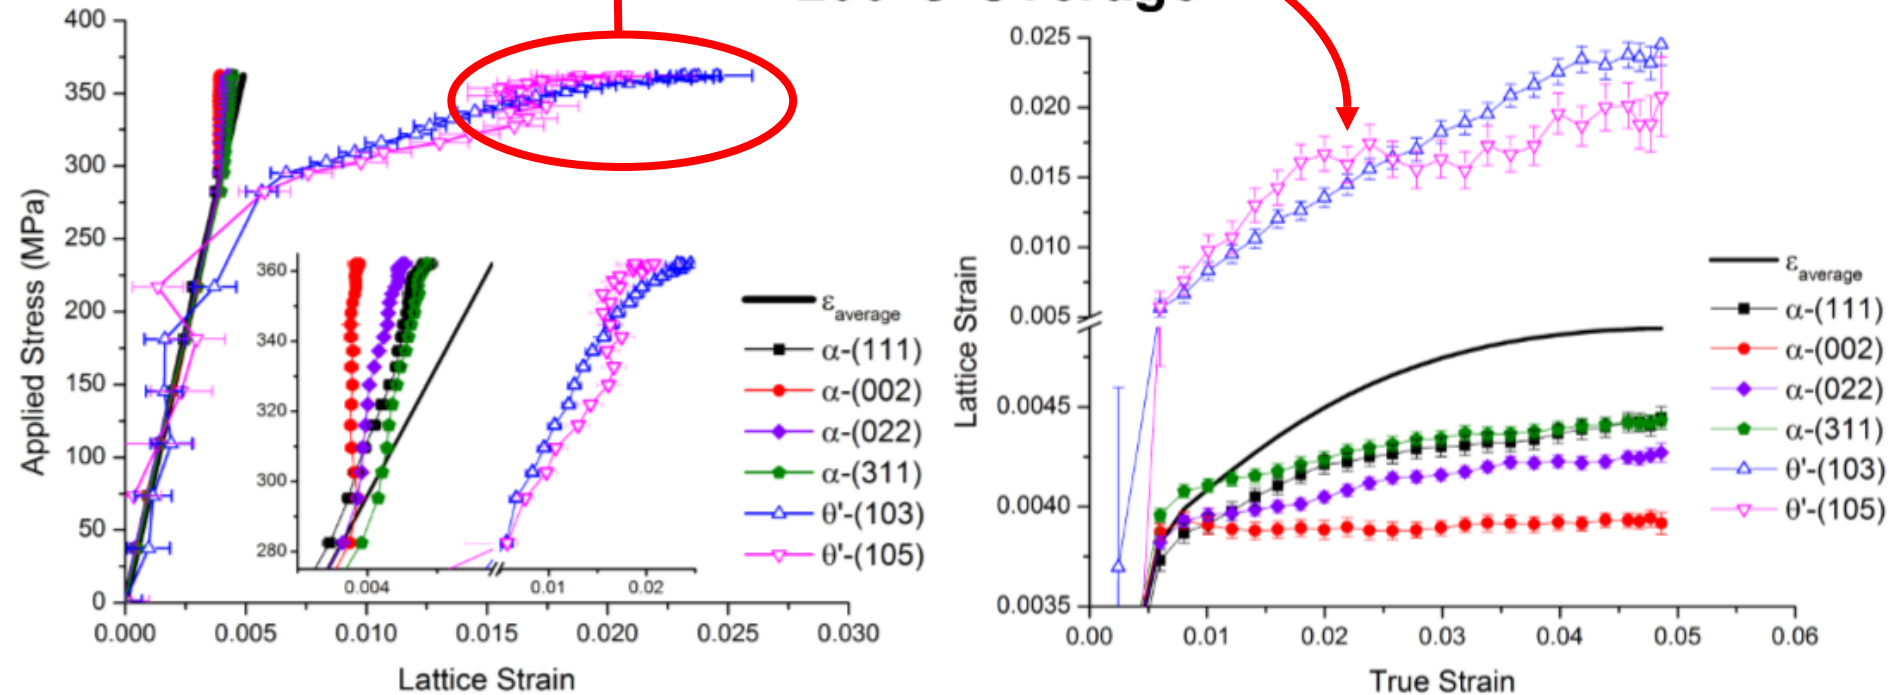 400
350
300
250
200
150
100
50
0
Applied Stress (MPa)
0.000 0.005 0.010 0.015 0.020 0.025 0.030
Lattice Strain
360
340
320
300
280
0.004 0.01 0.02
εaverage
α-(111)
α-(002)
α-(022)
α-(311)
θ'-(103)
θ'-(105)
0.025
0.020
0.015
0.010
0.005
0.0045
0.0040
0.0035
Lattice Strain
0.00 0.01 0.02 0.03 0.04 0.05 0.06
True Strain
εaverage
α-(111)
α-(002)
α-(022)
α-(311)
θ'-(103)
θ'-(105)